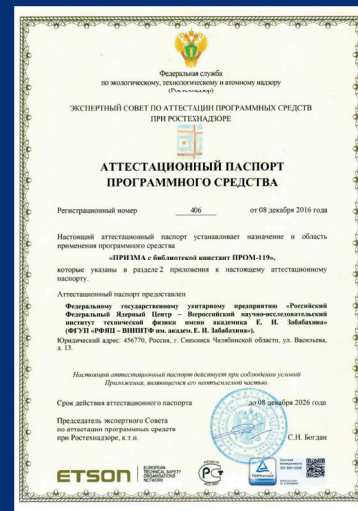 Федеральная служба
по экологическому, технологическому и атомному надзору
(Ростехнадзор)
ЭКСПЕРТНЫЙ СОВЕТ ПО АТТЕСТАЦИИ ПРОГРАММНЫХ СРЕДСТВ
ПРИ РОСТЕХНАДЗОРЕ
АТТЕСТАЦИОННЫЙ ПАСПОРТ
ПРОГРАММНОГО СРЕДСТВА
Регистрационный номер 406 от 08 декабря 2016 года
Настоящий аттестационный паспорт устанавливает назначение и область
применения программного средства
«ПРИЗМА с библиотекой констант ПРОМ-119»,
которые указаны в разделе 2 приложения к настоящему аттестационному
паспорту.
Аттестационный паспорт предоставлен
Федеральному государственному унитарному предприятию «Российский
Федеральный Ядерный Центр – Всероссийский научно-исследовательский
институт технической физики имени академика Е. И. Забабахина»
(ФГУП «РФЯЦ – ВНИИТФ им. академ. Е. И. Забабахина»).
Юридический адрес: 456770, Россия, г. Снежинск Челябинской области, ул. Васильева,
д. 13.
Настоящий аттестационный паспорт действует при соблюдении условий
Приложения, являющегося его неотъемлемой частью.
Срок действия аттестационного паспорта до 08 декабря 2026 года
Председатель экспертного Совета
по аттестации программных средств
при Ростехнадзоре, к.т.н. С.Н. Богдан
ETSON EUROPEAN
TECHNICAL SAFETY
ORGANISATIONS
NETWORK